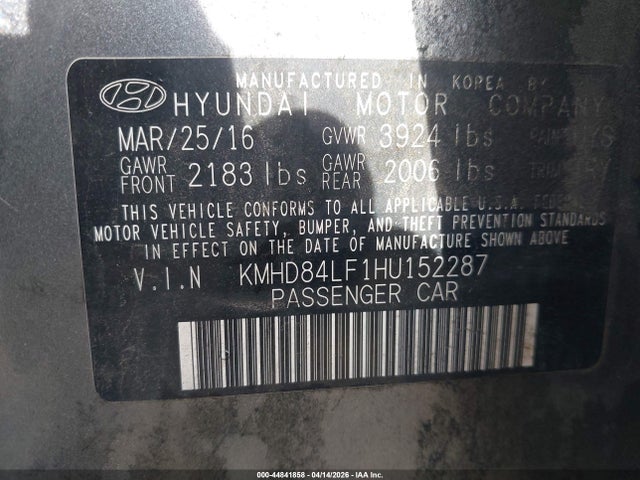 MANUFACTURED IN KOREA BY
HYUNDAI MOTOR COMPANY
MAR/25/16 GVWR 3924 lbs
GAWR FRONT 2183 lbs GAWR REAR 2006 lbs
THIS VEHICLE CONFORMS TO ALL APPLICABLE U.S.A. FEDERAL
MOTOR VEHICLE SAFETY, BUMPER, AND THEFT PREVENTION STANDARDS
IN EFFECT ON THE DATE OF MANUFACTURE SHOWN ABOVE.
V.I.N KMHD84LF1HU152287
PASSENGER CAR
000-44841858 - 04/14/2026 - IAA Inc.